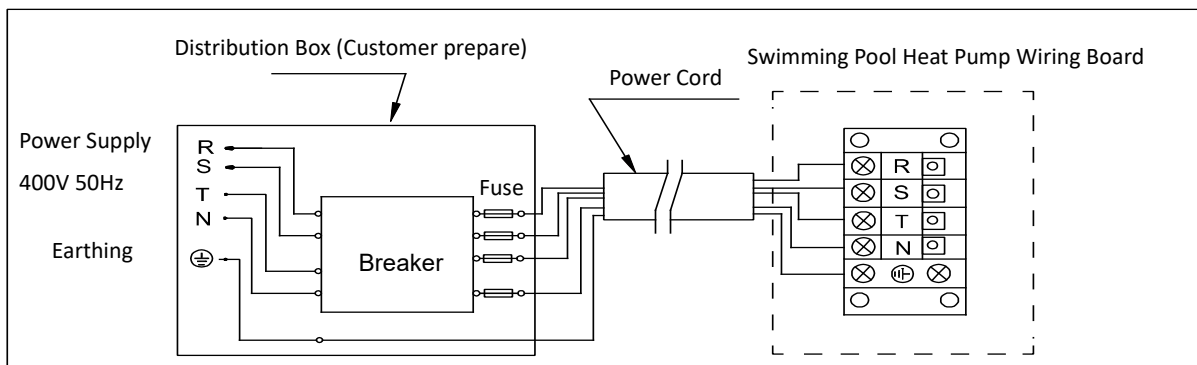 Distribution Box (Customer prepare)
Power Cord
Swimming Pool Heat Pump Wiring Board
Power Supply
400V 50Hz
Earthing
R
S
T
N
Breaker
Fuse
R
S
T
N